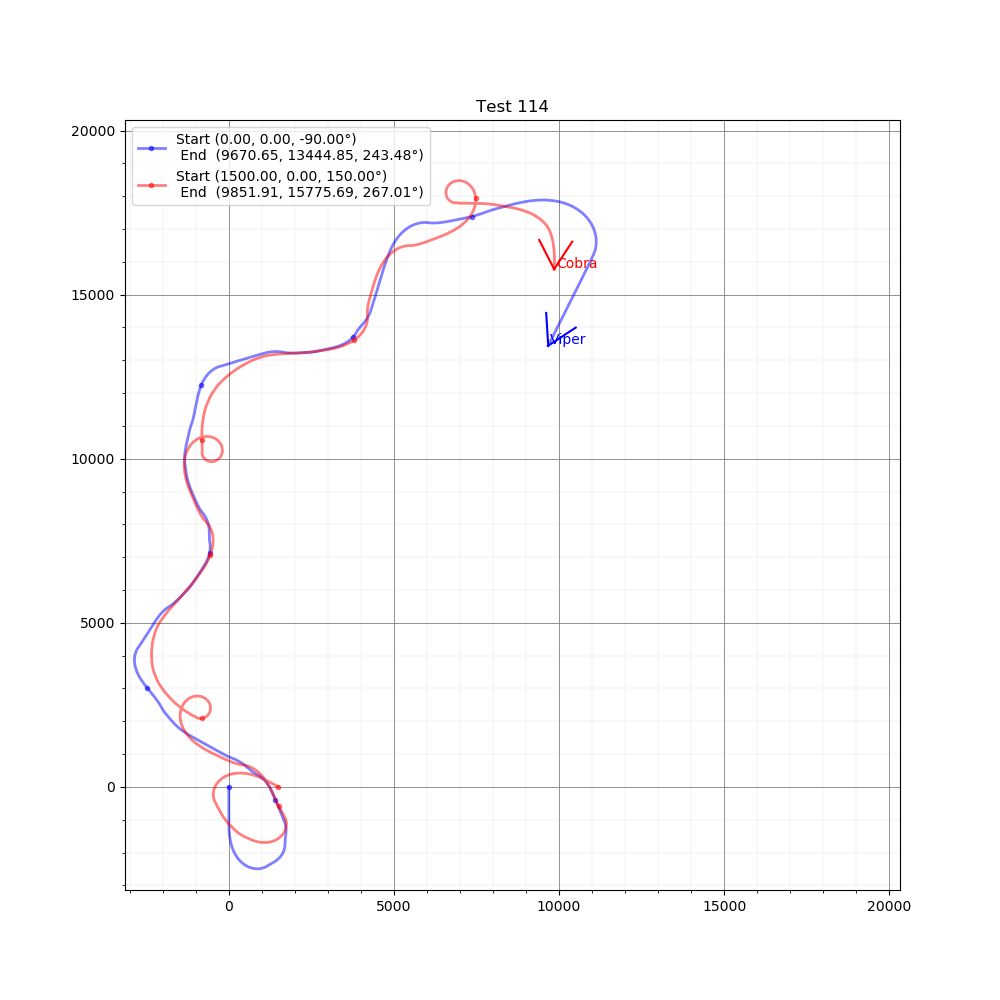 Test 114
Start (0.00, 0.00, -90.00°)
End (9670.65, 13444.85, 243.48°)
Start (1500.00, 0.00, 150.00°)
End (9851.91, 15775.69, 267.01°)
20000
15000
10000
5000
0
Cobra
Viper
0
5000
10000
15000
20000